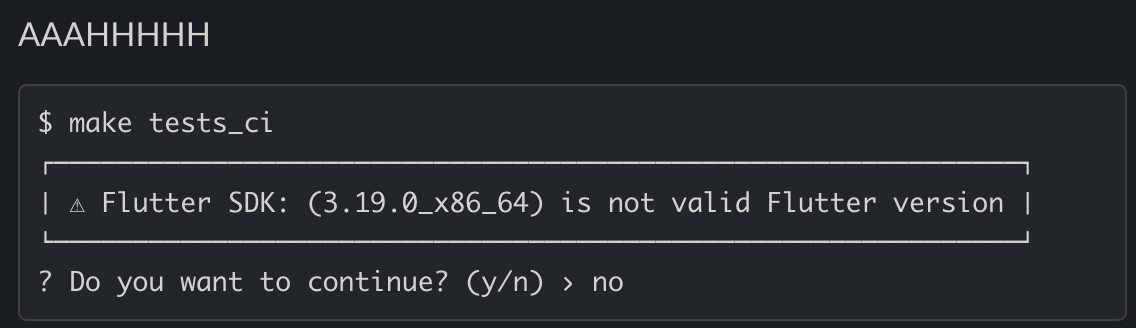 AAAHHHHH
$ make tests_ci
| ⚠ Flutter SDK: (3.19.0_x86_64) is not valid Flutter version |
? Do you want to continue? (y/n) › no